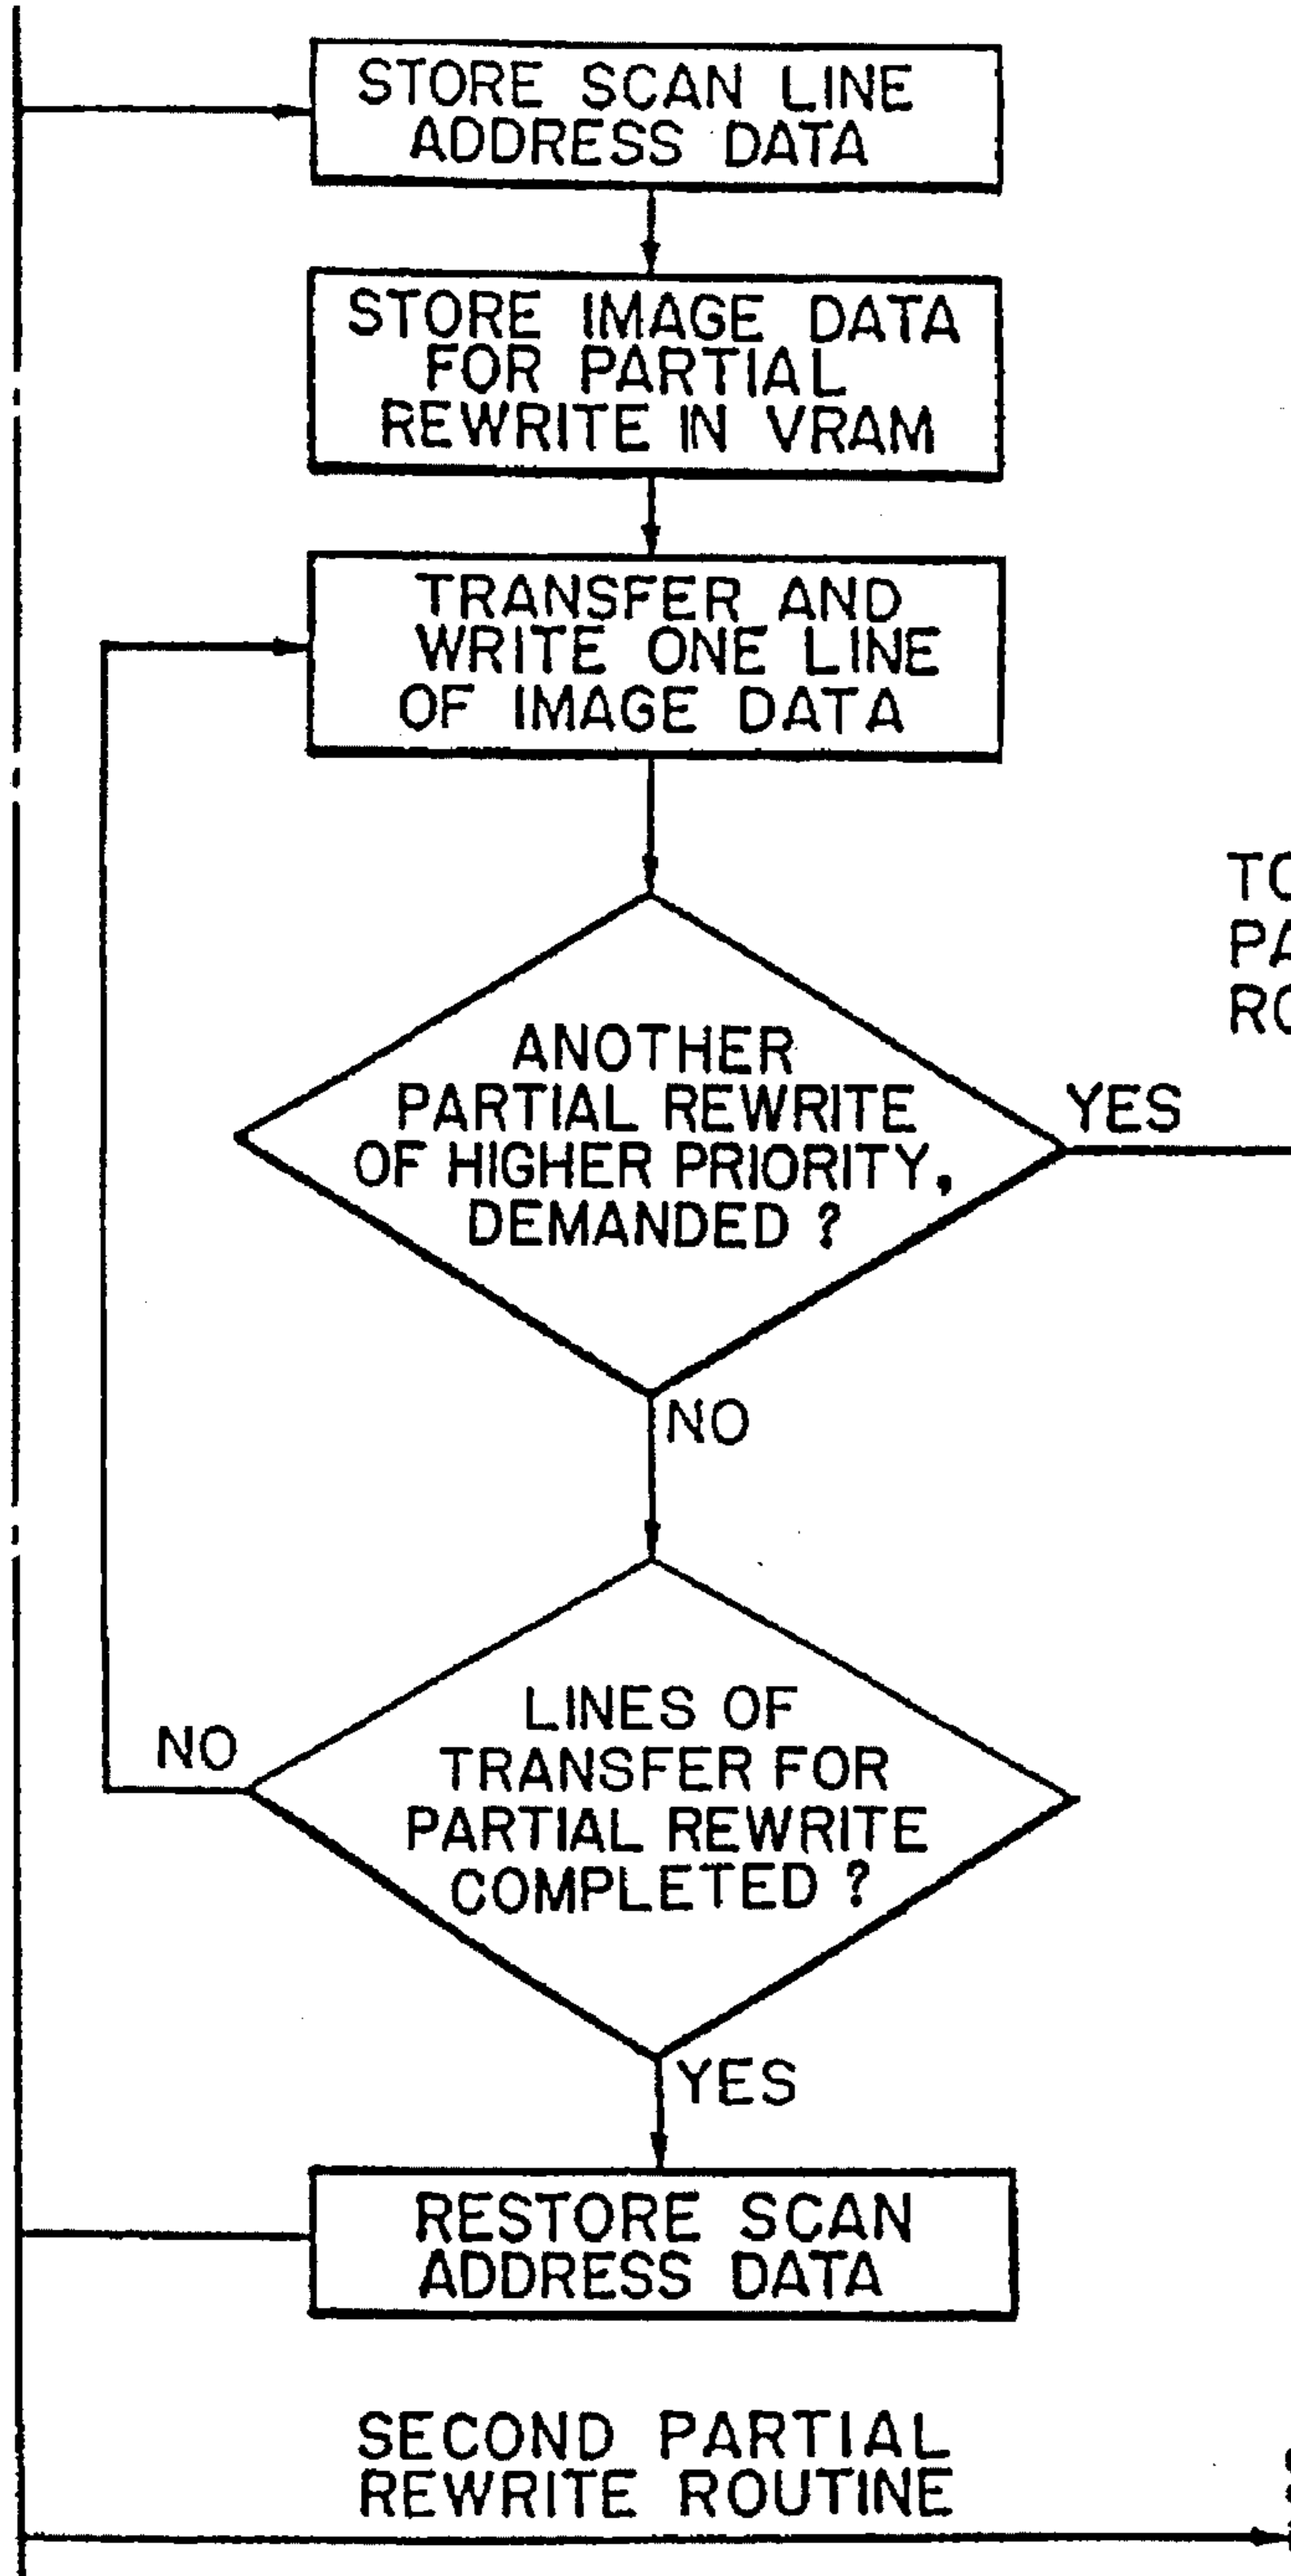 STORE SCAN LINE
ADDRESS DATA
STORE IMAGE DATA
FOR PARTIAL
REWRITE IN VRAM
TRANSFER AND
WRITE ONE LINE
OF IMAGE DATA
ANOTHER
PARTIAL REWRITE
OF HIGHER PRIORITY,
DEMANDED ?
YES
NO
LINES OF
TRANSFER FOR
PARTIAL REWRITE
COMPLETED ?
NO
YES
RESTORE SCAN
ADDRESS DATA
SECOND PARTIAL
REWRITE ROUTINE